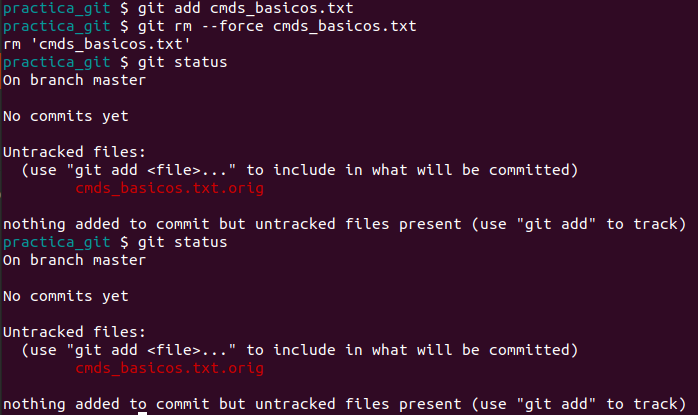 practica_git $ git add cmds_basicos.txt
practica_git $ git rm --force cmds_basicos.txt
rm 'cmds_basicos.txt'
practica_git $ git status
On branch master
No commits yet
Untracked files:
  (use "git add <file>..." to include in what will be committed)
        cmds_basicos.txt.orig
nothing added to commit but untracked files present (use "git add" to track)
practica_git $ git status
On branch master
No commits yet
Untracked files:
  (use "git add <file>..." to include in what will be committed)
        cmds_basicos.txt.orig
nothing added to commit but untracked files present (use "git add" to track)